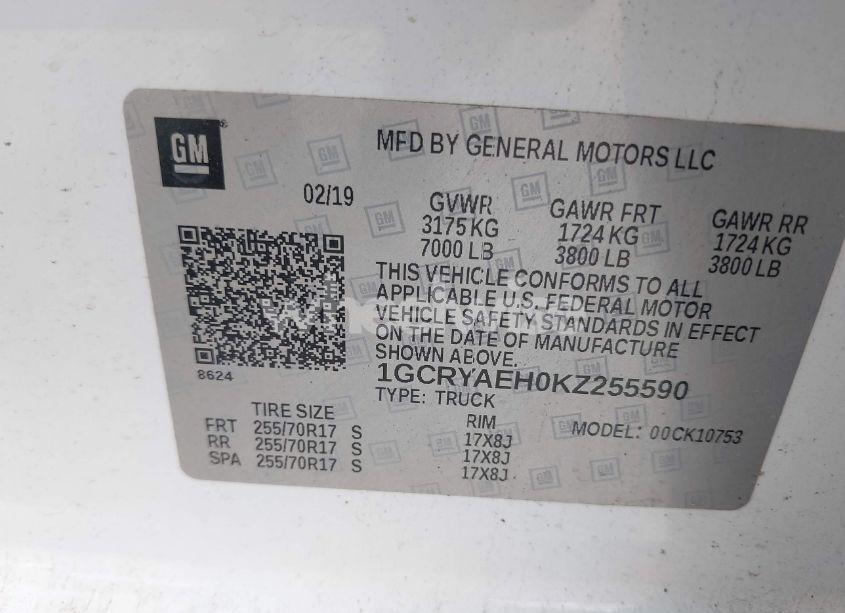 GM
MFD BY GENERAL MOTORS LLC
02/19
GVWR GAWR FRT GAWR RR
3175 KG 1724 KG 1724 KG
7000 LB 3800 LB 3800 LB
THIS VEHICLE CONFORMS TO ALL
APPLICABLE U.S. FEDERAL MOTOR
VEHICLE SAFETY STANDARDS IN EFFECT
ON THE DATE OF MANUFACTURE
SHOWN ABOVE.
8624
1GCRYAEH0KZ255590
TYPE: TRUCK
TIRE SIZE RIM MODEL: 00CK10753
FRT 255/70R17 S 17X8J
RR 255/70R17 S 17X8J
SPA 255/70R17 S 17X8J